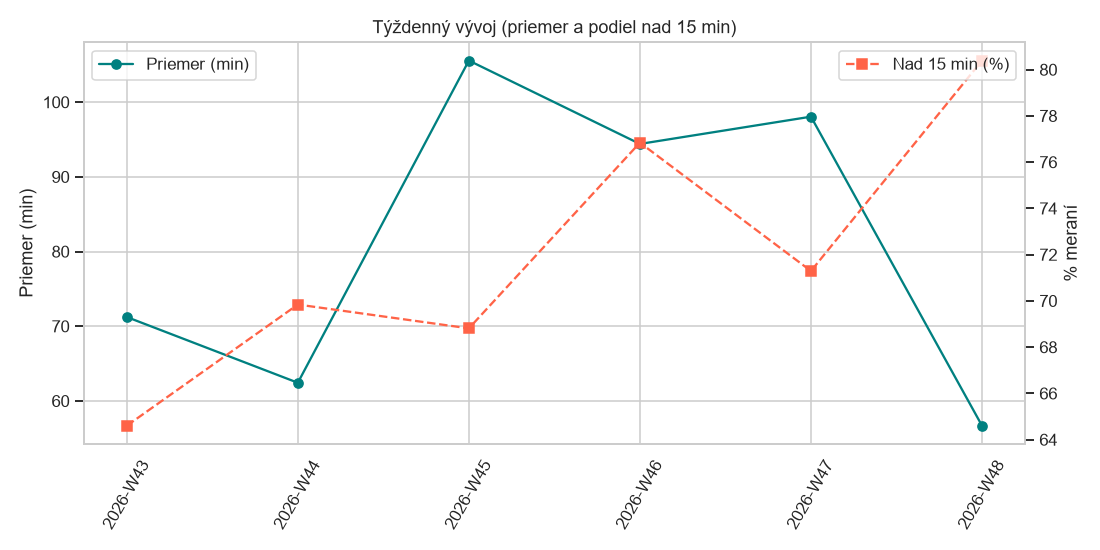 Týždenný vývoj (priemer a podiel nad 15 min)
Priemer (min)
Nad 15 min (%)
Priemer (min)
100
90
80
70
60
80
78
76
74
72
70
68
66
64
% meraní
2026-W43
2026-W44
2026-W45
2026-W46
2026-W47
2026-W48